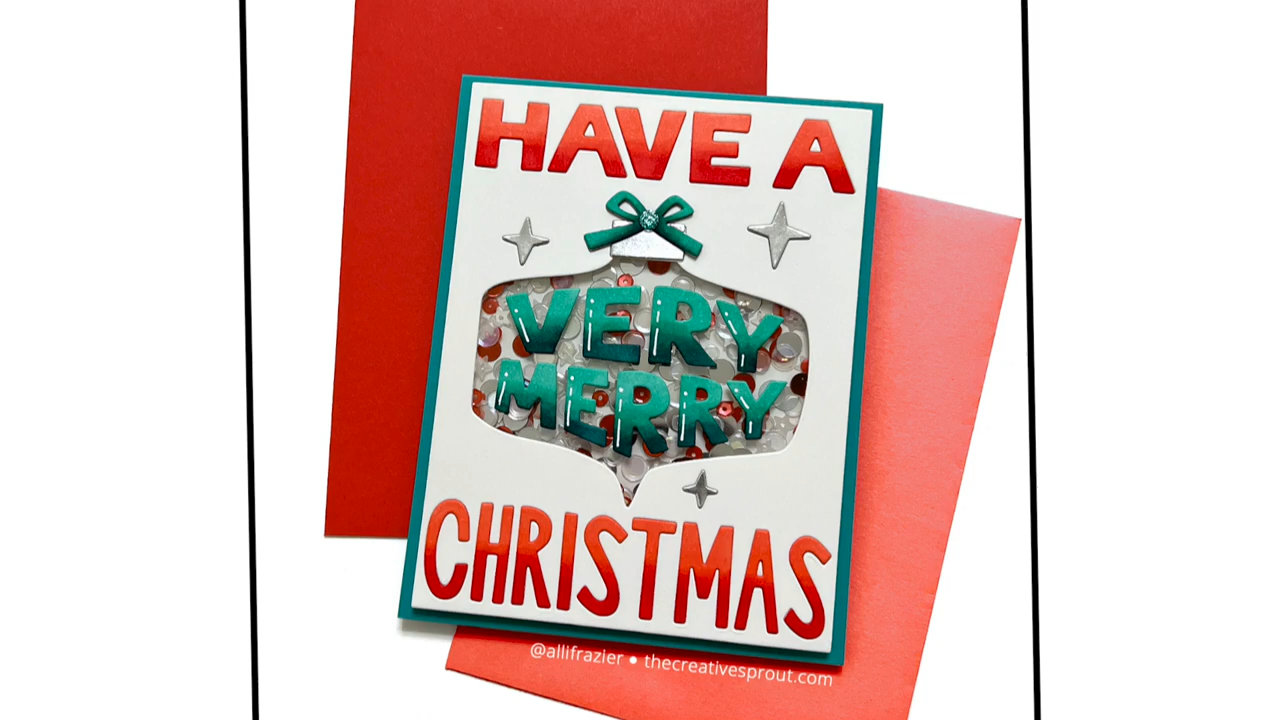 HAVE A
VERY
MERRY
CHRISTMAS
@allifrazier • thecreativesprout.com